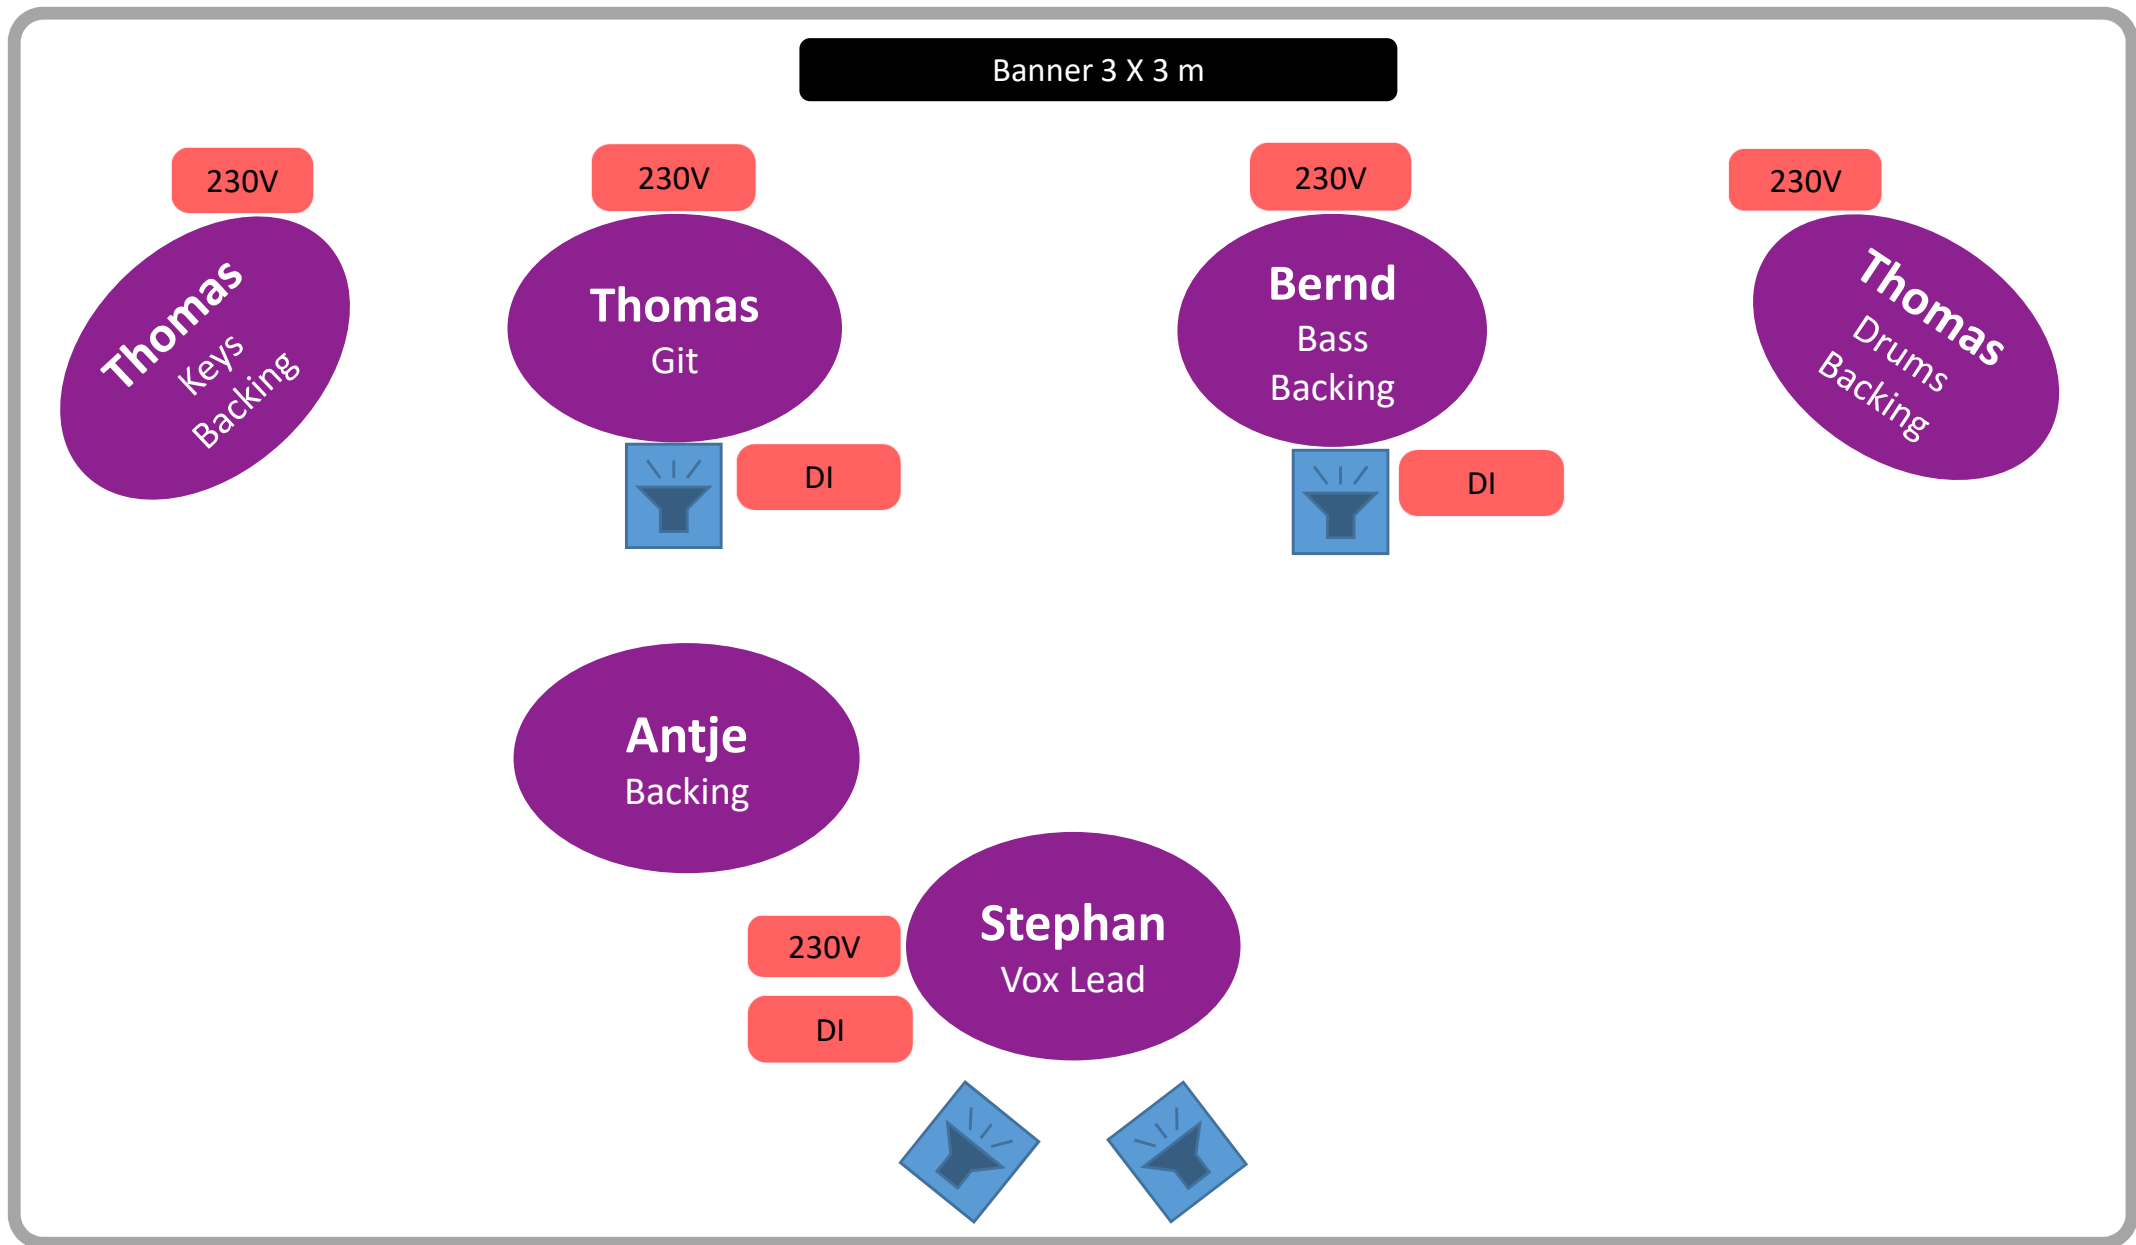 Banner 3 X 3 m
230V
230V
230V
230V
Thomas
Keys
Backing
Thomas
Git
Bernd
Bass
Backing
Thomas
Drums
Backing
DI
DI
Antje
Backing
Stephan
Vox Lead
230V
DI